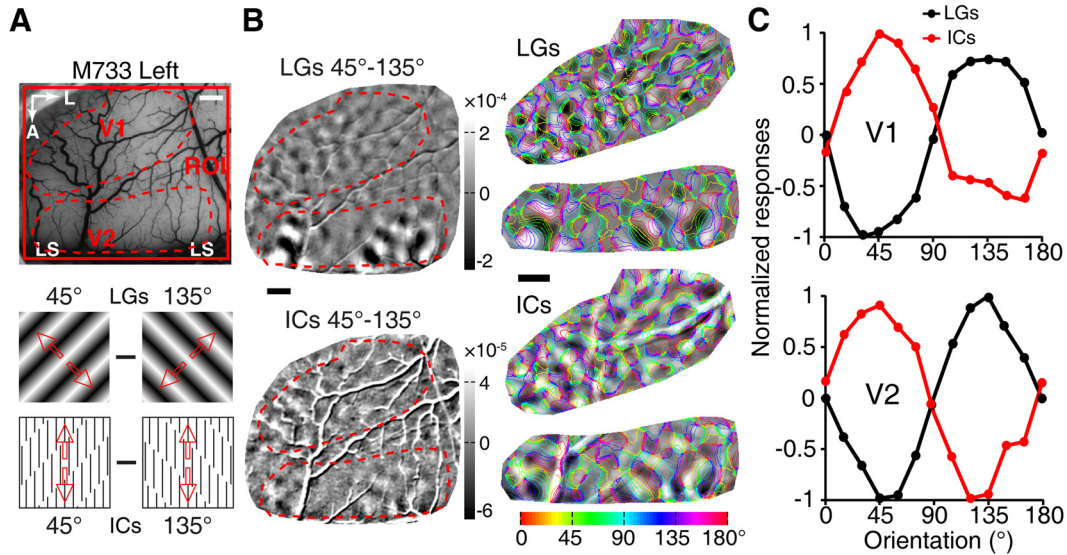 A
M733 Left
L
A
V1
ROI
V2
LS LS
45° LGs 135°
45° ICs 135°
B
LGs 45°-135°
×10⁻⁴
2
0
-2
ICs 45°-135°
×10⁻⁵
4
0
-6
LGs
ICs
0 45 90 135 180°
C
LGs
ICs
Normalized responses
1
0.5
0
-0.5
-1
V1
0 45 90 135 180
1
0.5
0
-0.5
-1
V2
0 45 90 135 180
Orientation (°)